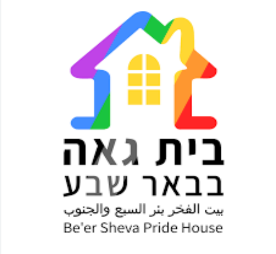 בית גאה
בבאר שבע
بيت الفخر بئر السبع والجنوب
Be'er Sheva Pride House